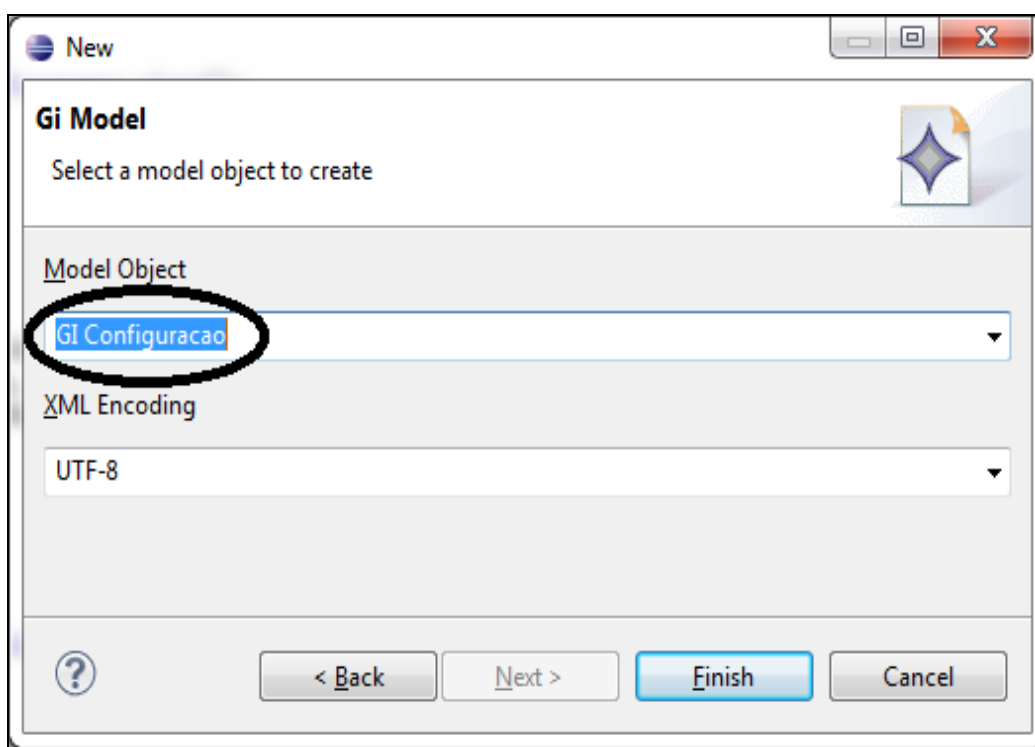 New
Gi Model
Select a model object to create
Model Object
GI Configuracao
XML Encoding
UTF-8
?
< Back
Next >
Finish
Cancel